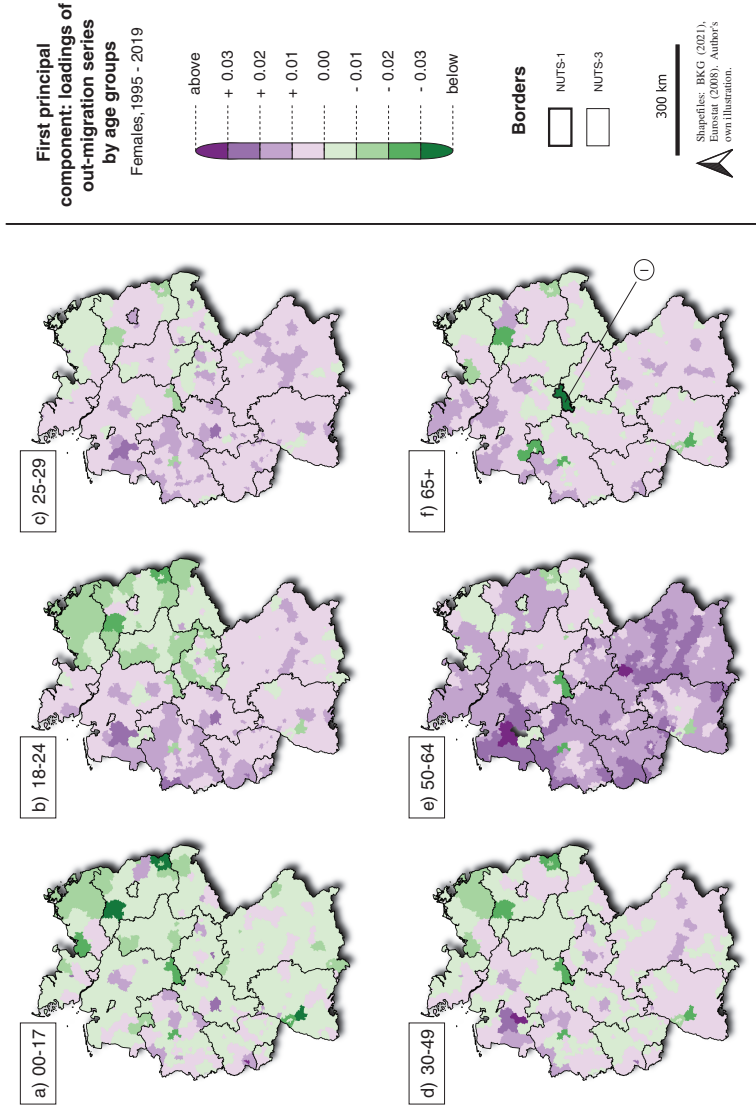 a) 00-17
b) 18-24
c) 25-29
d) 30-49
e) 50-64
f) 65+
I
First principal
component: loadings of
out-migration series
by age groups
Females, 1995 - 2019
above
+ 0.03
+ 0.02
+ 0.01
0.00
- 0.01
- 0.02
- 0.03
below
Borders
NUTS-1
NUTS-3
300 km
Shapefiles: BKG (2021),
Eurostat (2008). Author's
own illustration.